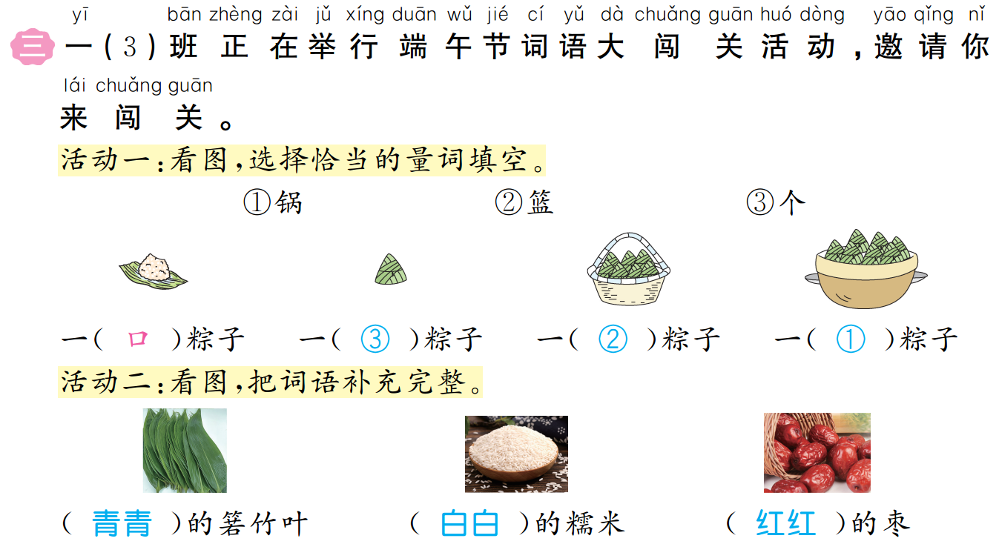 yī bān zhèng zài jǔ xíng duān wǔ jié cí yǔ dà chuǎng guān huó dòng yāo qǐng nǐ
三 一(3)班正在举行端午节词语大闯关活动,邀请你
lái chuǎng guān
来闯关。
活动一:看图,选择恰当的量词填空。
①锅 ②篮 ③个
一(口)粽子 一(③)粽子 一(②)粽子 一(①)粽子
活动二:看图,把词语补充完整。
(青青)的箬竹叶 (白白)的糯米 (红红)的枣